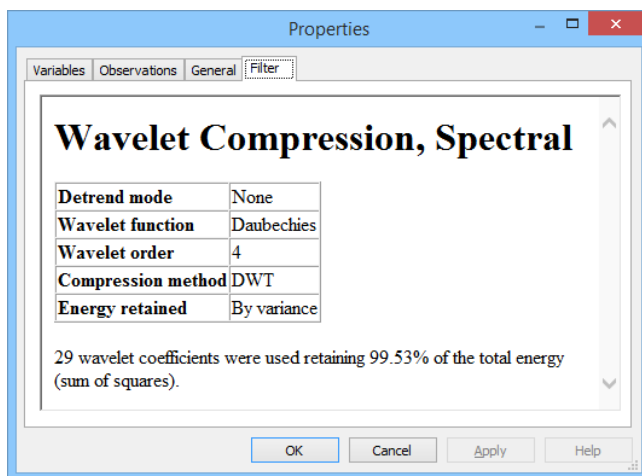 Properties
Variables Observations General Filter
Wavelet Compression, Spectral
Detrend mode None
Wavelet function Daubechies
Wavelet order 4
Compression method DWT
Energy retained By variance
29 wavelet coefficients were used retaining 99.53% of the total energy
(sum of squares).
OK Cancel Apply Help